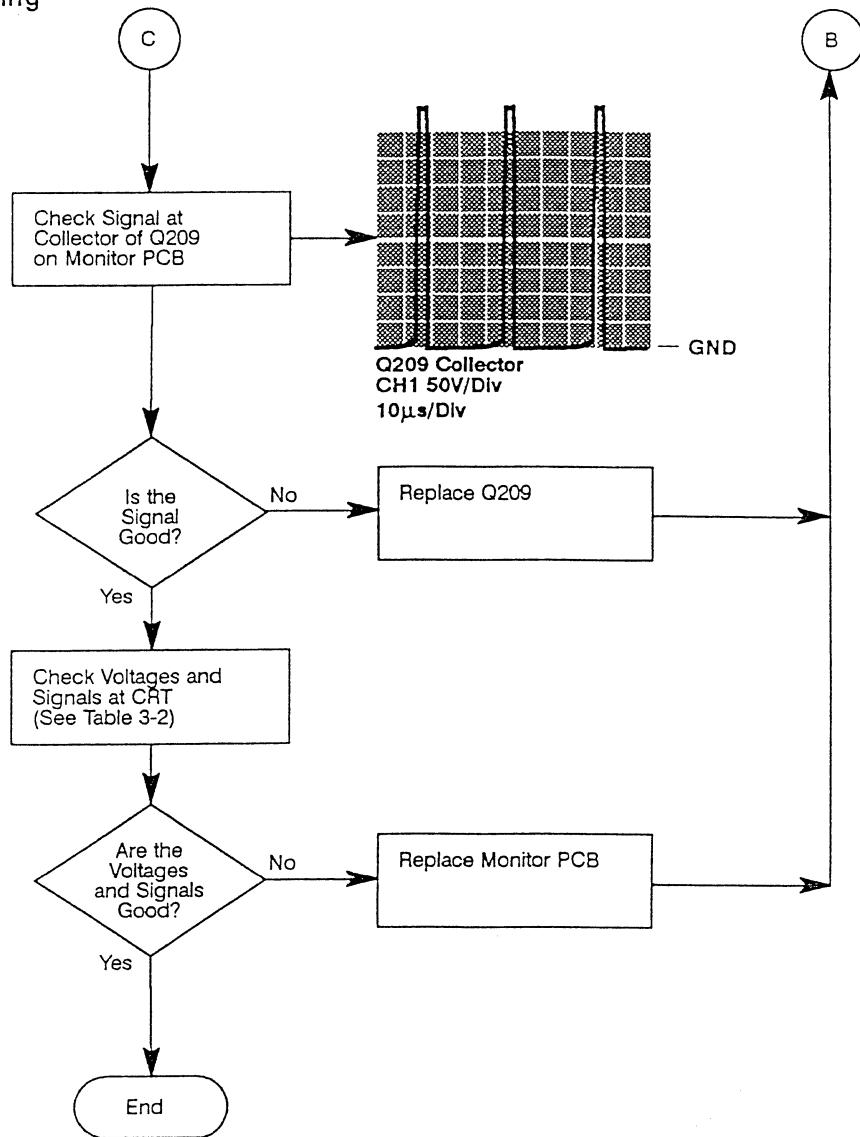 C
B
Check Signal at
Collector of Q209
on Monitor PCB
GND
Q209 Collector
CH1 50V/Div
10µs/Div
Is the
Signal
Good?
No
Replace Q209
Yes
Check Voltages and
Signals at CRT
(See Table 3-2)
Are the
Voltages
and Signals
Good?
No
Replace Monitor PCB
Yes
End